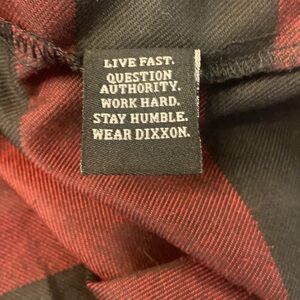 LIVE FAST.
QUESTION
AUTHORITY.
WORK HARD.
STAY HUMBLE.
WEAR DIXXON.